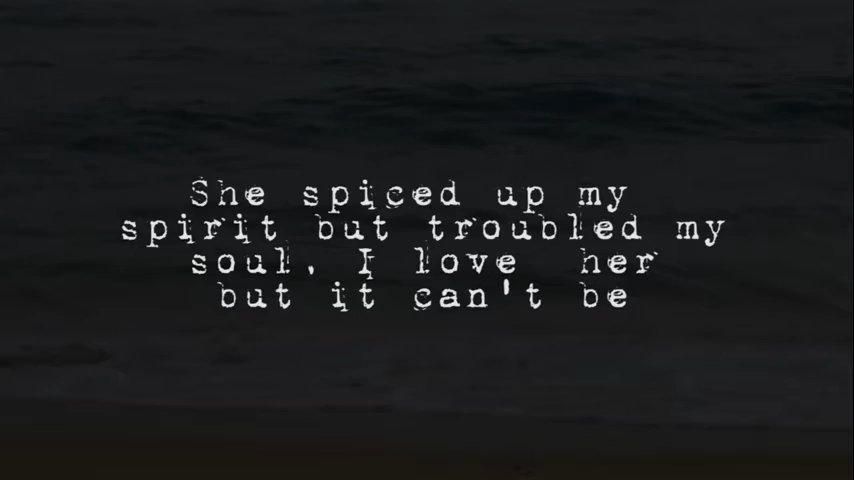 She spiced up my
spirit but troubled my
soul. I love her
but it can't be